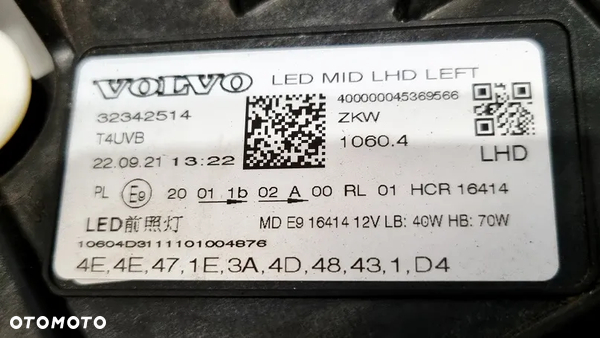 VOLVO LED MID LHD LEFT
32342514 400000045369566
T4UVB ZKW
22.09.21 13:22 1060.4
LHD
PL E9 20 01 1b 02 A 00 RL 01 HCR 16414
LED前照灯 MD E9 16414 12V LB: 40W HB: 70W
10604D3111101004876
4E,4E,47,1E,3A,4D,48,43,1,D4
OTOMOTO